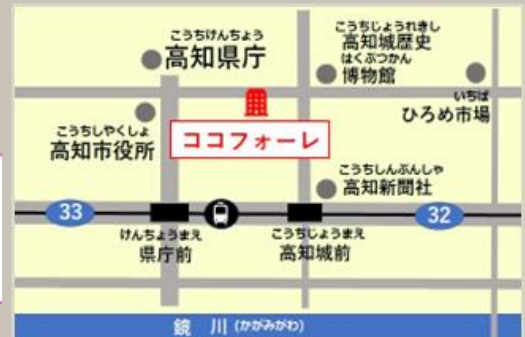 こうちけんちょう
高知県庁
こうちじょうれきし
高知城歴史
はくぶつかん
博物館
いちば
ひろめ市場
こうちしやくしょ
高知市役所
ココフォーレ
こうちしんぶんしゃ
高知新聞社
33
32
けんちょうまえ
県庁前
こうちじょうまえ
高知城前
鏡 川 (かがみがわ)